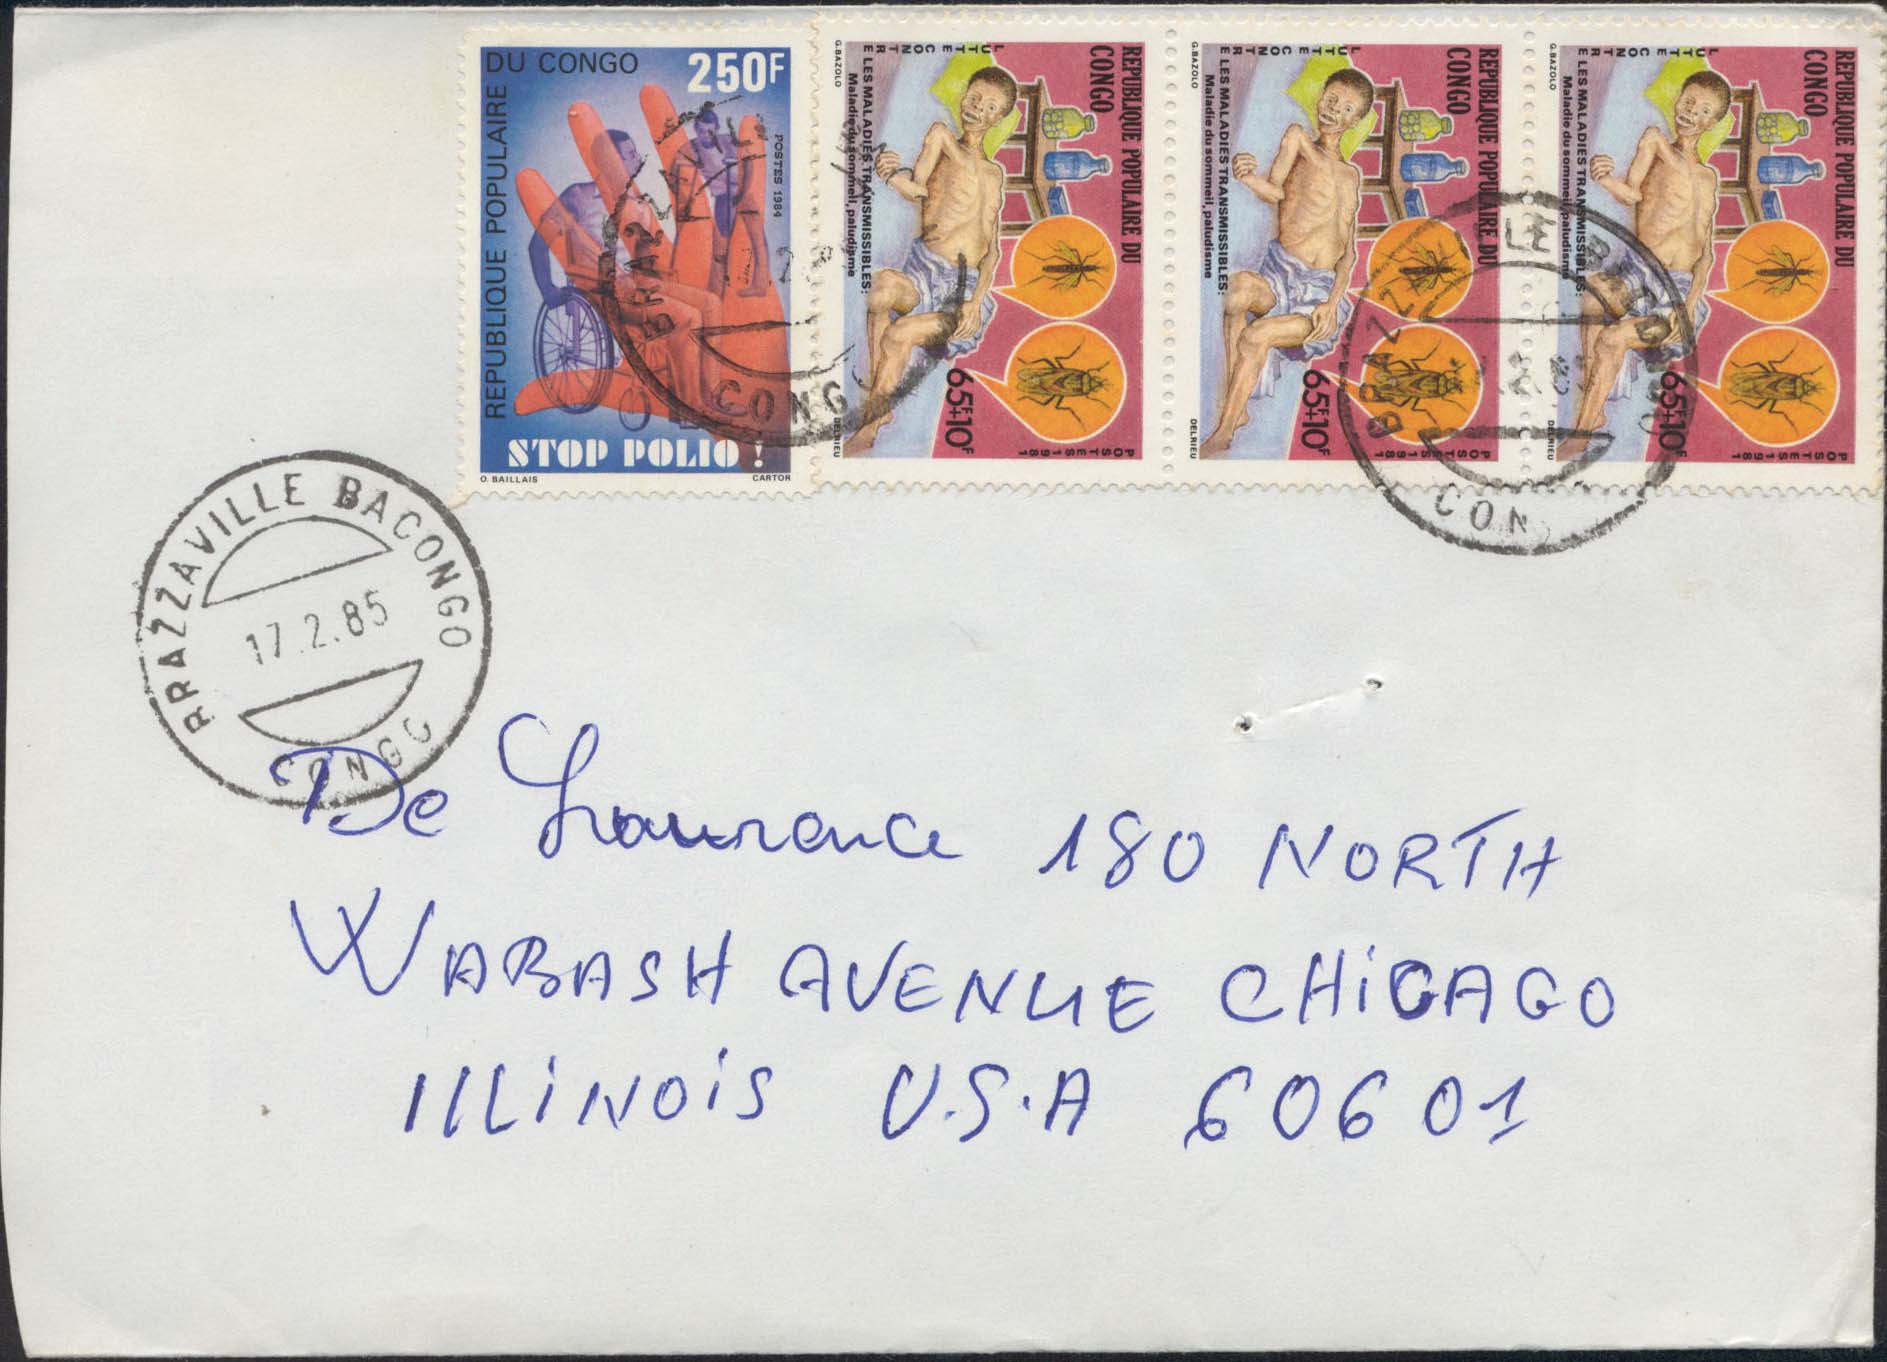 REPUBLIQUE POPULAIRE DU CONGO
250F
POSTES 1984
STOP POLIO !
O. BAILLAIS
CARTOR
REPUBLIQUE POPULAIRE DU
CONGO
LUTTE CONTRE
LES MALADIES TRANSMISSIBLES:
Maladie du sommeil, paludisme
65F+10F
POSTES 1981
G.BAZOLO
DELRIEU
REPUBLIQUE POPULAIRE DU
CONGO
LUTTE CONTRE
LES MALADIES TRANSMISSIBLES:
Maladie du sommeil, paludisme
65F+10F
POSTES 1981
G.BAZOLO
DELRIEU
REPUBLIQUE POPULAIRE DU
CONGO
LUTTE CONTRE
LES MALADIES TRANSMISSIBLES:
Maladie du sommeil, paludisme
65F+10F
POSTES 1981
G.BAZOLO
DELRIEU
BRAZZAVILLE BACONGO
17.2.85
CONGO
De Laurence 180 NORTH
WABASH AVENUE CHICAGO
ILLINOIS U.S.A 60601